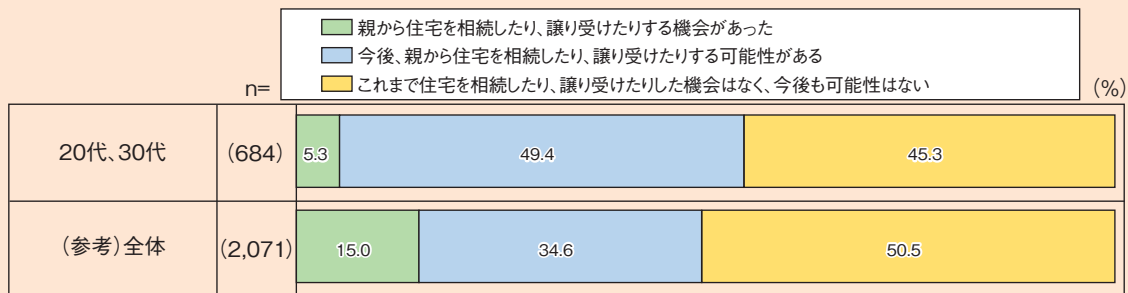 親から住宅を相続したり、譲り受けたりする機会があった
今後、親から住宅を相続したり、譲り受けたりする可能性がある
これまで住宅を相続したり、譲り受けたりした機会はなく、今後も可能性はない
n=
(%)
20代、30代 (684) 5.3 49.4 45.3
(参考)全体 (2,071) 15.0 34.6 50.5